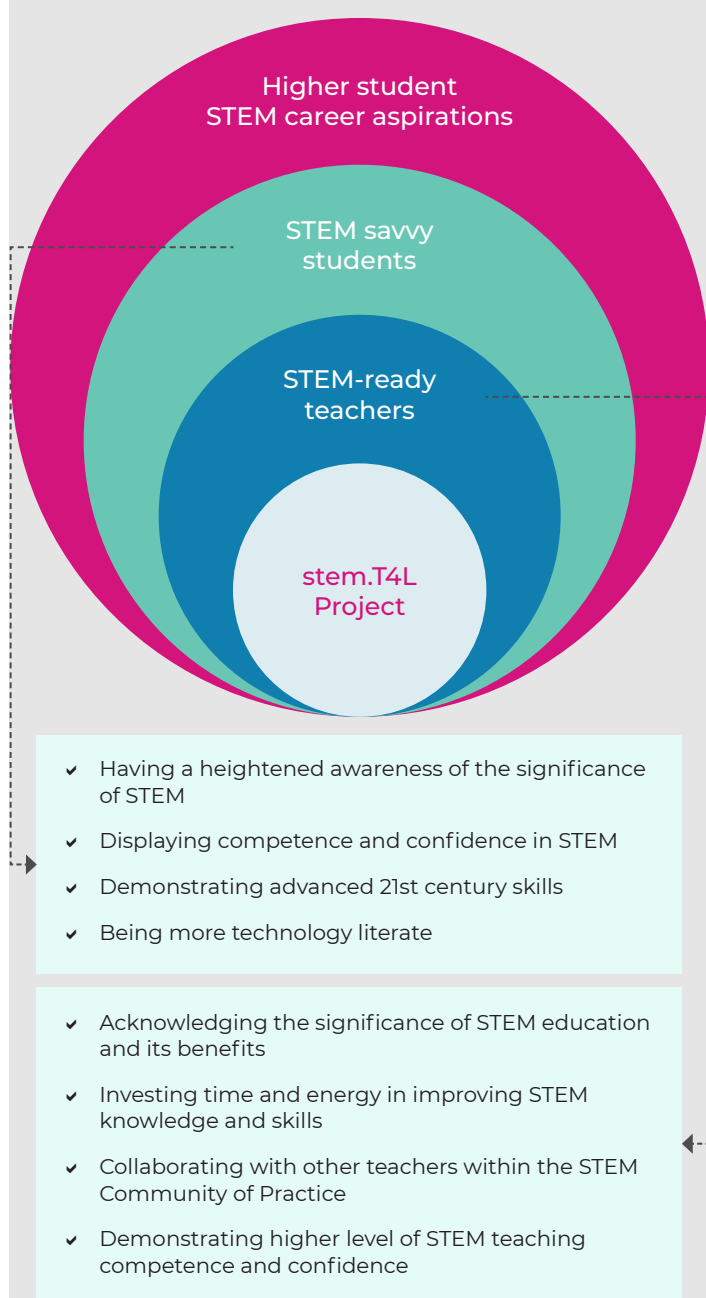 Higher student
STEM career aspirations
STEM savvy
students
STEM-ready
teachers
stem.T4L
Project
Having a heightened awareness of the significance
of STEM
Displaying competence and confidence in STEM
Demonstrating advanced 21st century skills
Being more technology literate
Acknowledging the significance of STEM education
and its benefits
Investing time and energy in improving STEM
knowledge and skills
Collaborating with other teachers within the STEM
Community of Practice
Demonstrating higher level of STEM teaching
competence and confidence